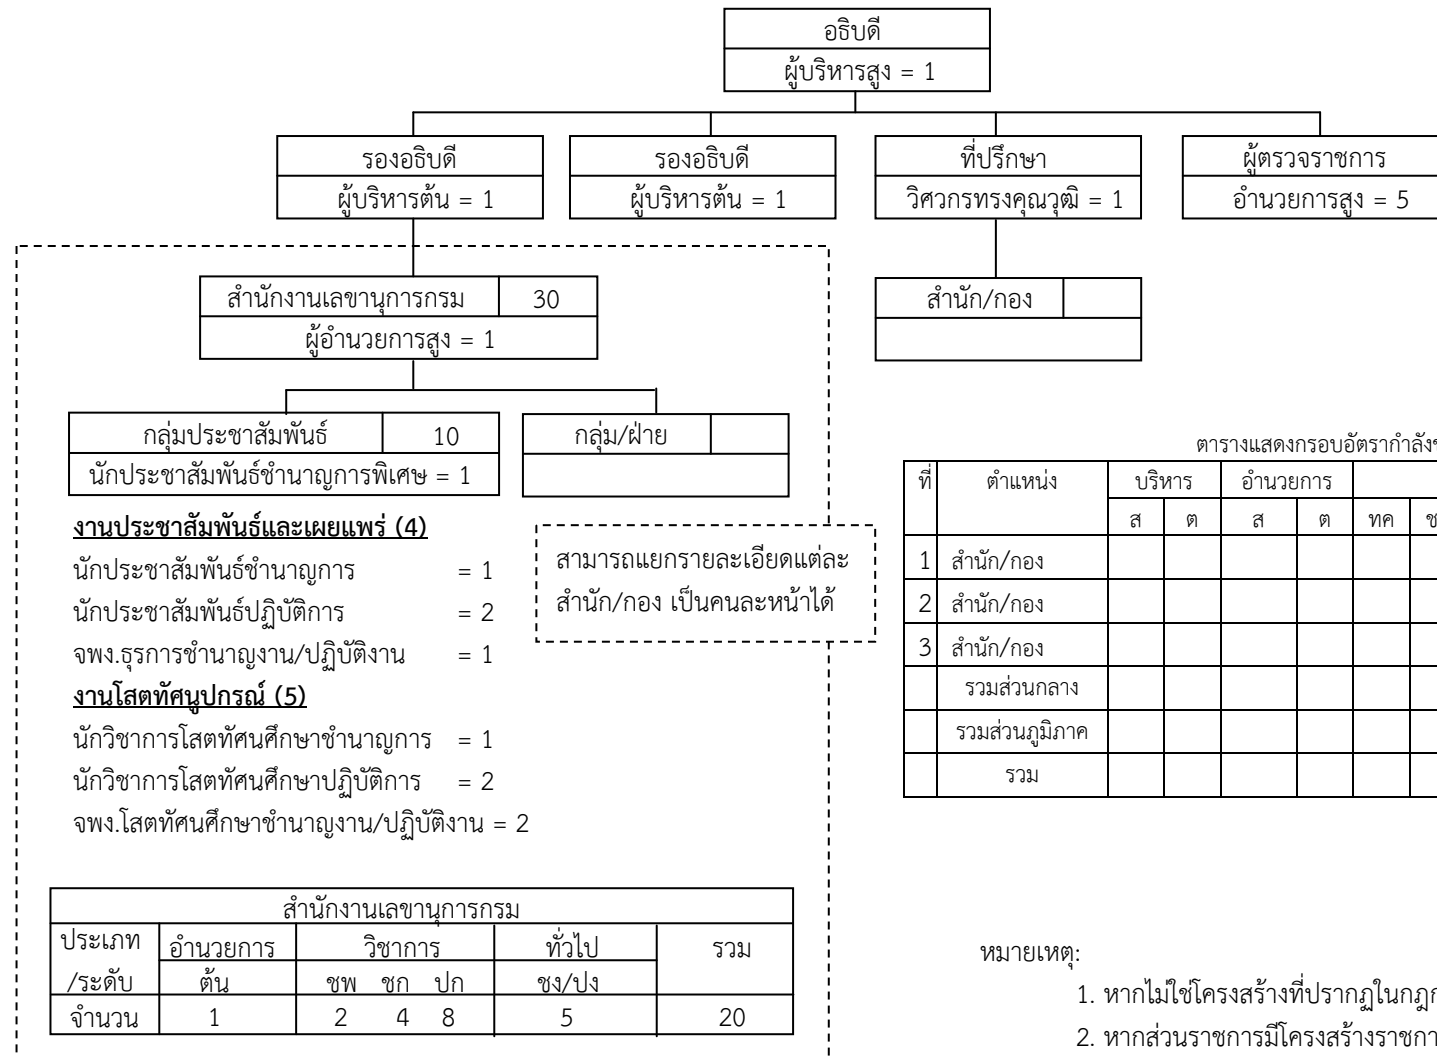 อธิบดี
ผู้บริหารสูง = 1
รองอธิบดี
ผู้บริหารต้น = 1
รองอธิบดี
ผู้บริหารต้น = 1
ที่ปรึกษา
วิศวกรทรงคุณวุฒิ = 1
ผู้ตรวจราชการ
อำนวยการสูง = 5
สำนักงานเลขานุการกรม 30
ผู้อำนวยการสูง = 1
สำนัก/กอง
กลุ่มประชาสัมพันธ์ 10
นักประชาสัมพันธ์ชำนาญการพิเศษ = 1
กลุ่ม/ฝ่าย
งานประชาสัมพันธ์และเผยแพร่ (4)
นักประชาสัมพันธ์ชำนาญการ = 1
นักประชาสัมพันธ์ปฏิบัติการ = 2
จพง.ธุรการชำนาญงาน/ปฏิบัติงาน = 1
งานโสตทัศนูปกรณ์ (5)
นักวิชาการโสตทัศนศึกษาชำนาญการ = 1
นักวิชาการโสตทัศนศึกษาปฏิบัติการ = 2
จพง.โสตทัศนศึกษาชำนาญงาน/ปฏิบัติงาน = 2
สามารถแยกรายละเอียดแต่ละ
สำนัก/กอง เป็นคนละหน้าได้
ตารางแสดงกรอบอัตรากำลัง
ที่ ตำแหน่ง บริหาร อำนวยการ
ส ต ส ต ทค
1 สำนัก/กอง
2 สำนัก/กอง
3 สำนัก/กอง
รวมส่วนกลาง
รวมส่วนภูมิภาค
รวม
สำนักงานเลขานุการกรม
ประเภท อำนวยการ วิชาการ ทั่วไป รวม
/ระดับ ต้น ชพ ชก ปก ชง/ปง
จำนวน 1 2 4 8 5 20
หมายเหตุ:
1. หากไม่ใช่โครงสร้างที่ปรากฏใน
2. หากส่วนราชการมีโครงสร้าง